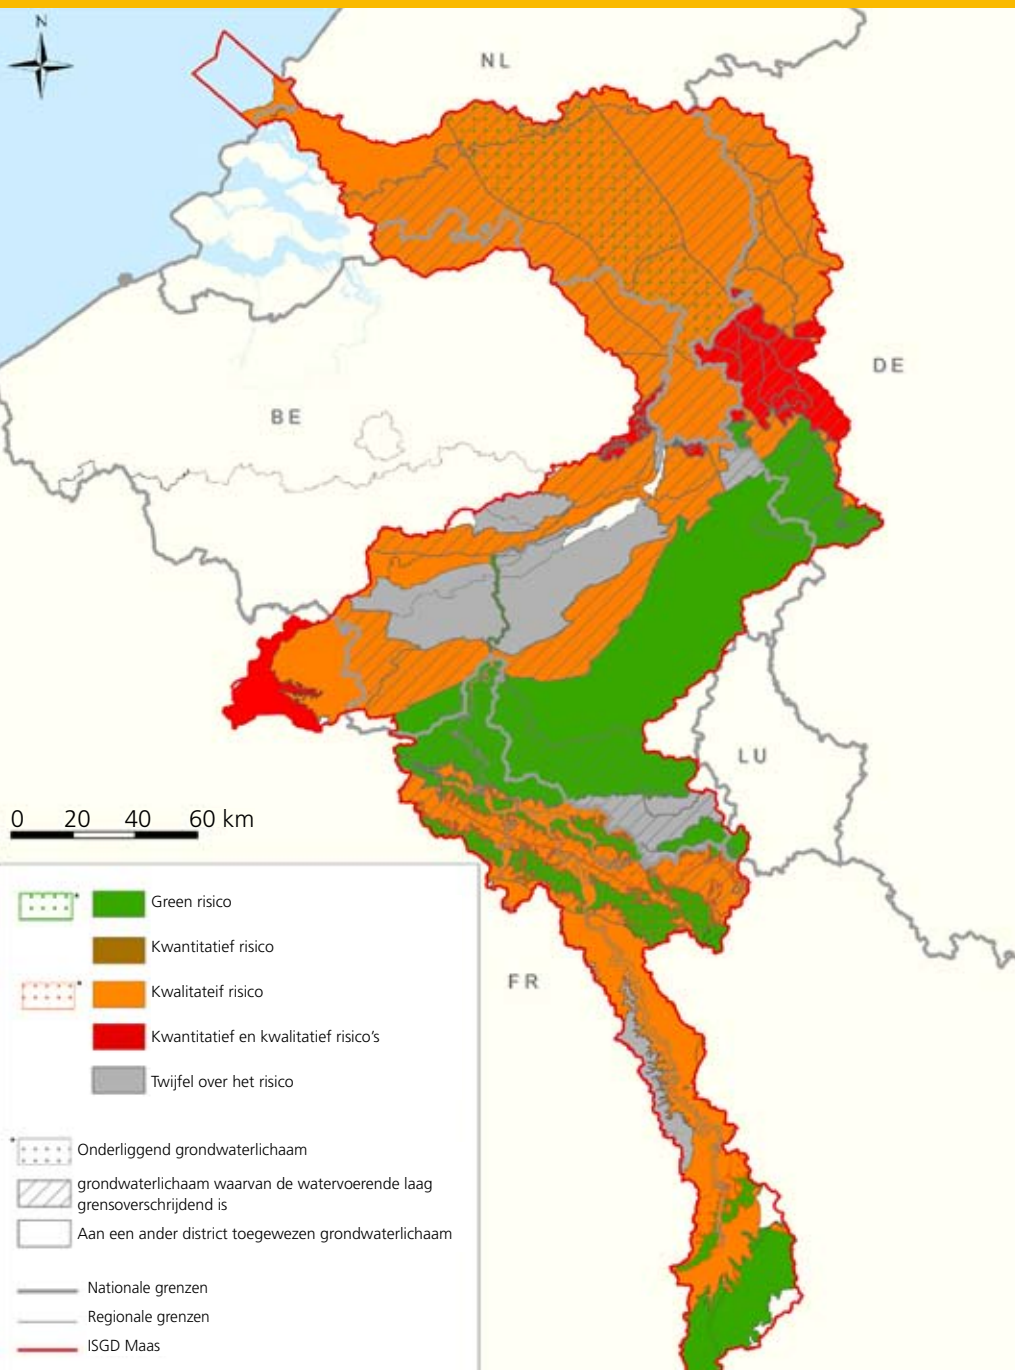 N
NL
DE
BE
LU
FR
0 20 40 60 km
* Green risico
Kwantitatief risico
* Kwalitateif risico
Kwantitatief en kwalitatief risico's
Twijfel over het risico
* Onderliggend grondwaterlichaam
grondwaterlichaam waarvan de watervoerende laag
grensoverschrijdend is
Aan een ander district toegewezen grondwaterlichaam
Nationale grenzen
Regionale grenzen
ISGD Maas